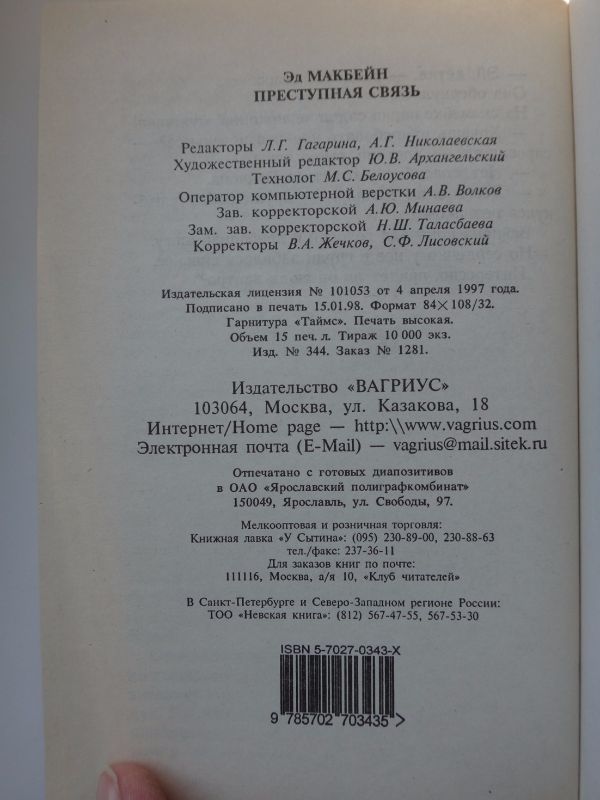 Эд МАКБЕЙН
ПРЕСТУПНАЯ СВЯЗЬ
Редакторы Л.Г. Гагарина, А.Г. Николаевская
Художественный редактор Ю.В. Архангельский
Технолог М.С. Белоусова
Оператор компьютерной верстки А.В. Волков
Зав. корректорской А.Ю. Минаева
Зам. зав. корректорской Н.Ш. Таласбаева
Корректоры В.А. Жечков, С.Ф. Лисовский
Издательская лицензия № 101053 от 4 апреля 1997 года.
Подписано в печать 15.01.98. Формат 84×108/32.
Гарнитура «Таймс». Печать высокая.
Объем 15 печ. л. Тираж 10 000 экз.
Изд. № 344. Заказ № 1281.
Издательство «ВАГРИУС»
103064, Москва, ул. Казакова, 18
Интернет/Home page — http:\\www.vagrius.com
Электронная почта (E-Mail) — vagrius@mail.sitek.ru
Отпечатано с готовых диапозитивов
в ОАО «Ярославский полиграфкомбинат»
150049, Ярославль, ул. Свободы, 97.
Мелкооптовая и розничная торговля:
Книжная лавка «У Сытина»: (095) 230-89-00, 230-88-63
тел./факс: 237-36-11
Для заказов книг по почте:
111116, Москва, а/я 10, «Клуб читателей»
В Санкт-Петербурге и Северо-Западном регионе России:
ТОО «Невская книга»: (812) 567-47-55, 567-53-30
ISBN 5-7027-0343-X
9 785702 703435 >